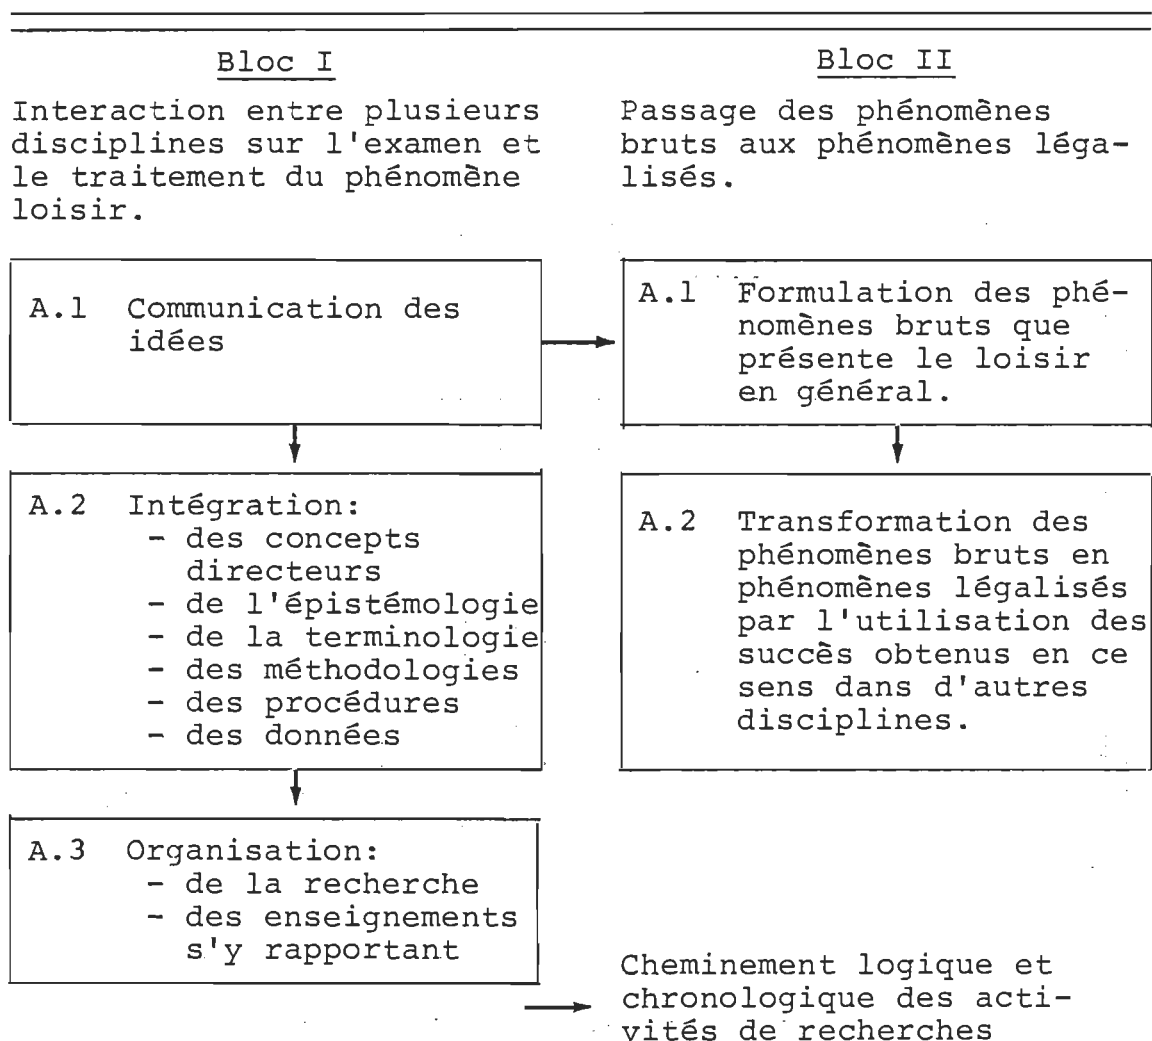 Bloc I
Interaction entre plusieurs
disciplines sur l'examen et
le traitement du phénomène
loisir.
A.1 Communication des
idées
A.2 Intégration:
- des concepts
directeurs
- de l'épistémologie
- de la terminologie
- des méthodologies
- des procédures
- des données
A.3 Organisation:
- de la recherche
- des enseignements
s'y rapportant
Bloc II
Passage des phénomènes
bruts aux phénomènes léga-
lisés.
A.1 Formulation des phé-
nomènes bruts que
présente le loisir
en général.
A.2 Transformation des
phénomènes bruts en
phénomènes légalisés
par l'utilisation des
succès obtenus en ce
sens dans d'autres
disciplines.
Cheminement logique et
chronologique des acti-
vités de recherches